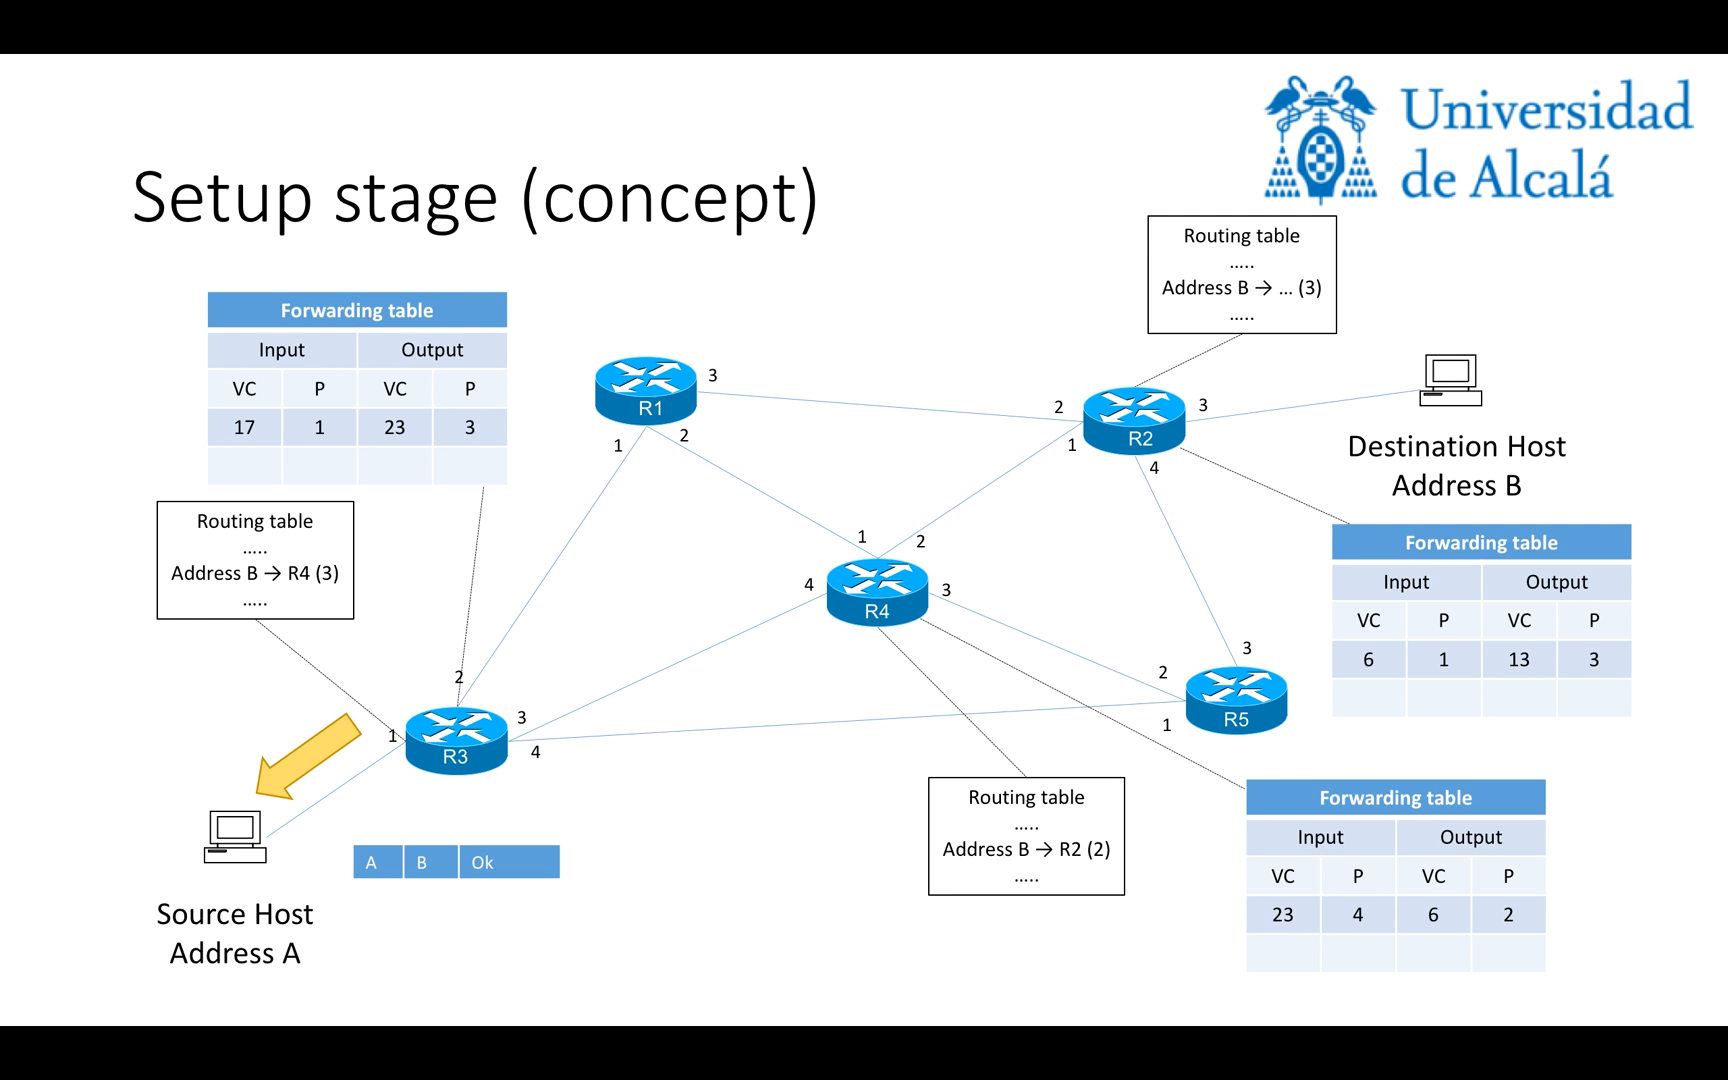 Universidad
de Alcalá
Setup stage (concept)
Routing table
.....
Address B → ... (3)
.....
Forwarding table
Input Output
VC P VC P
17 1 23 3
R1
3
1
2
2
1
3
4
R2
Destination Host
Address B
Routing table
.....
Address B → R4 (3)
.....
Forwarding table
Input Output
VC P VC P
6 1 13 3
1
2
4
3
R4
2
1
3
R5
2
1
3
4
R3
A B Ok
Source Host
Address A
Routing table
.....
Address B → R2 (2)
.....
Forwarding table
Input Output
VC P VC P
23 4 6 2